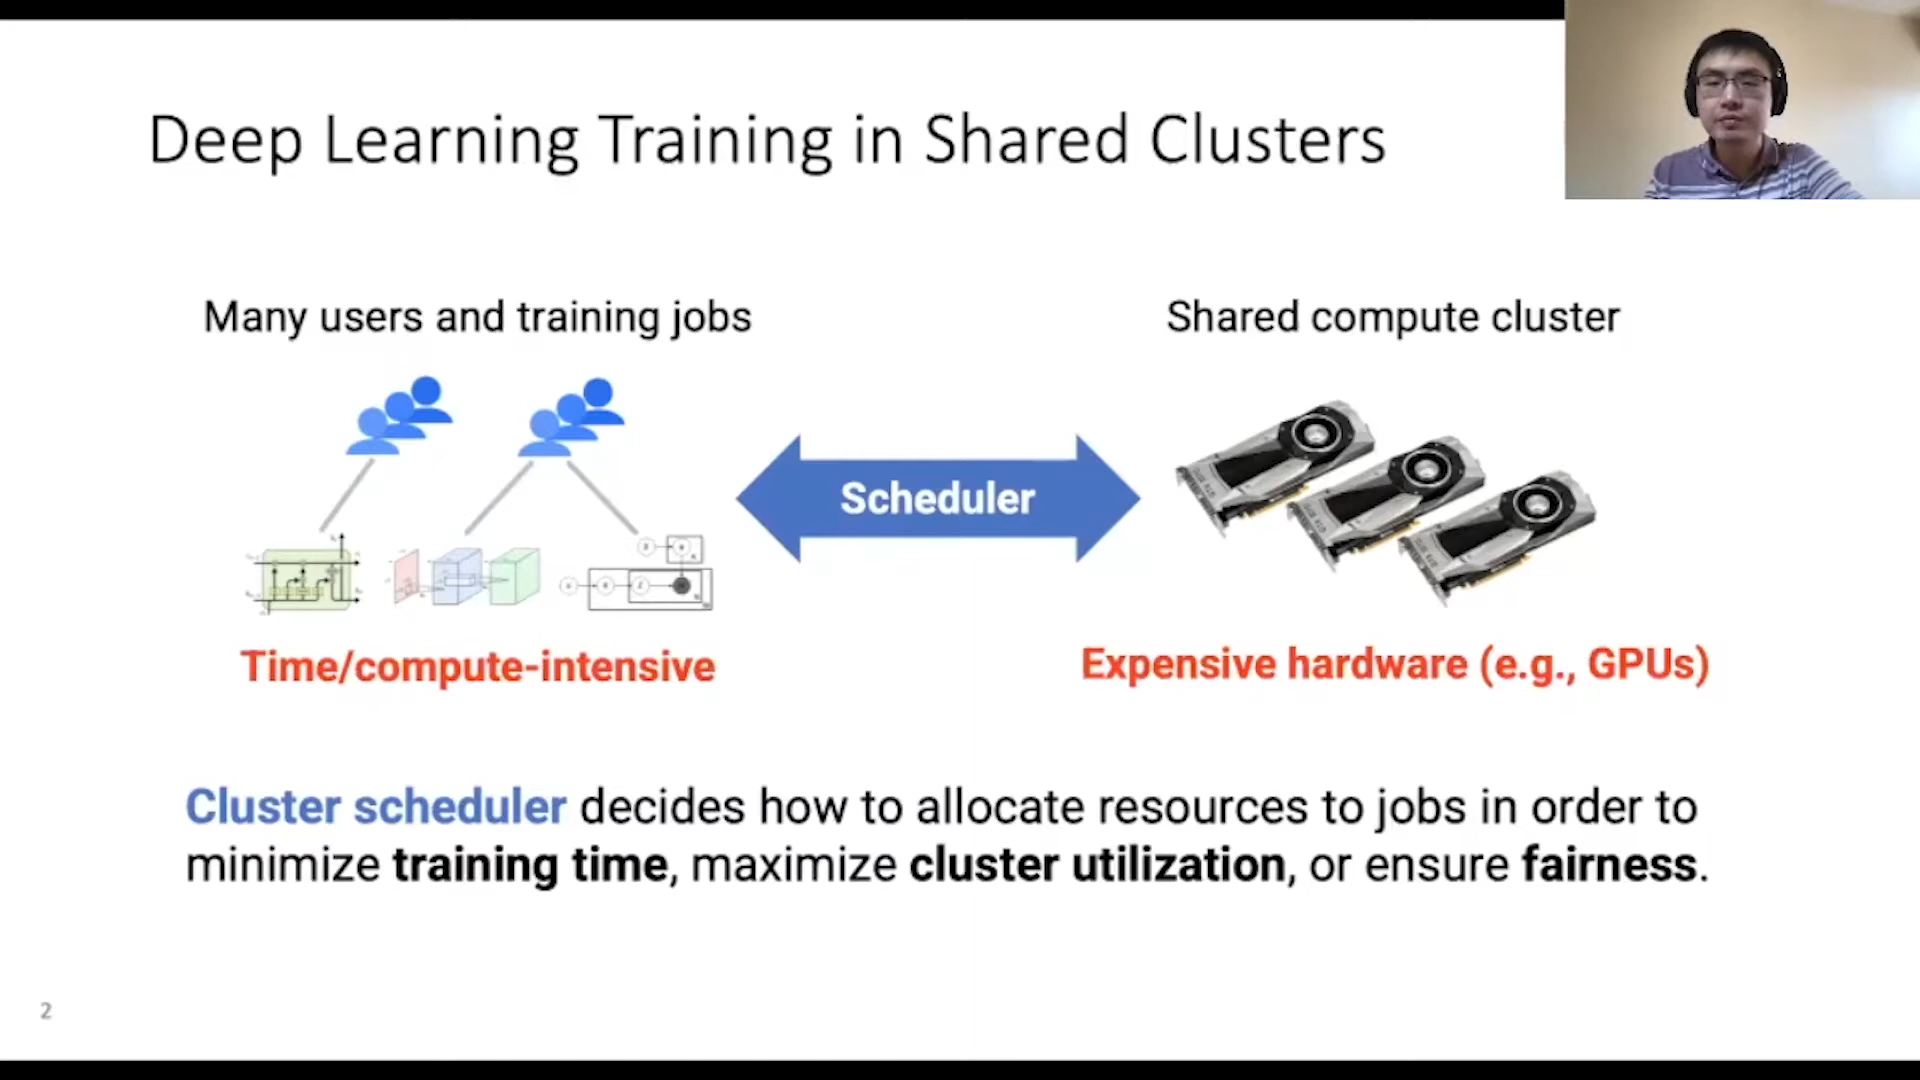 Deep Learning Training in Shared Clusters
Many users and training jobs
Shared compute cluster
Scheduler
Time/compute-intensive
Expensive hardware (e.g., GPUs)
Cluster scheduler decides how to allocate resources to jobs in order to
minimize training time, maximize cluster utilization, or ensure fairness.
2